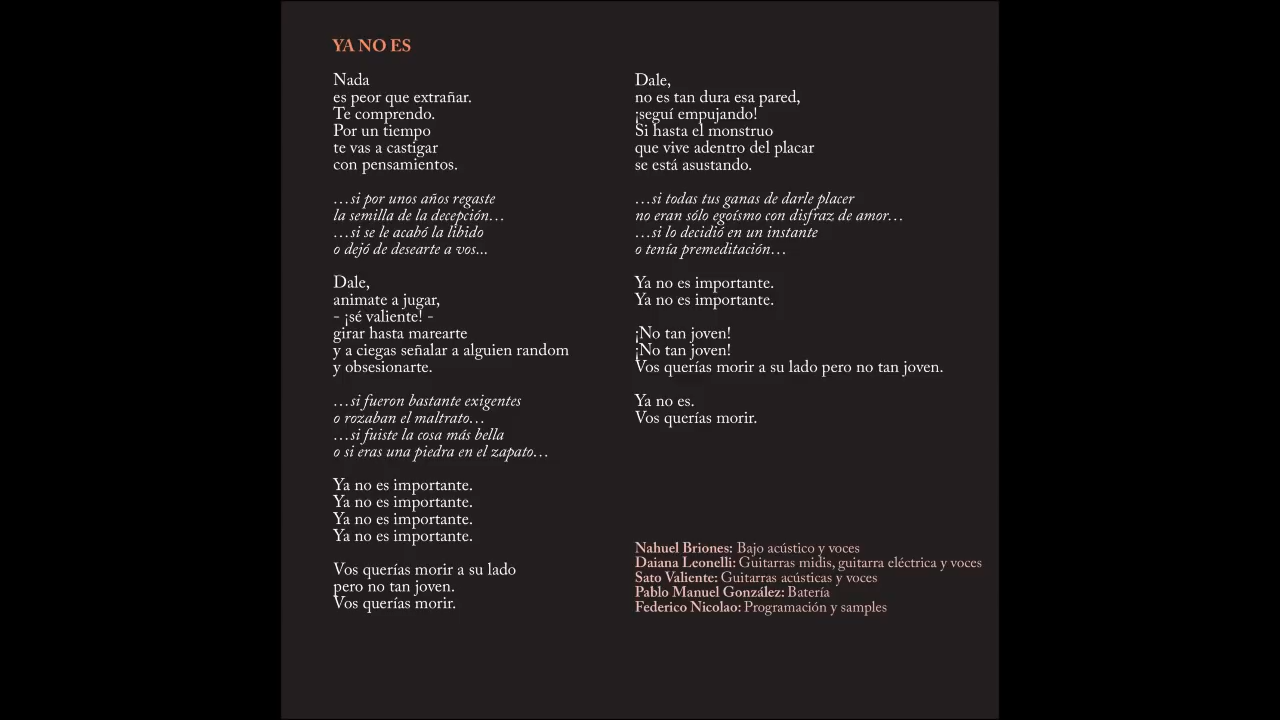 YA NO ES
Nada
es peor que extrañar.
Te comprendo.
Por un tiempo
te vas a castigar
con pensamientos.
…si por unos años regaste
la semilla de la decepción…
…si se le acabó la libido
o dejó de desearte a vos...
Dale,
animate a jugar,
- ¡sé valiente! -
girar hasta marearte
y a ciegas señalar a alguien random
y obsesionarte.
…si fueron bastante exigentes
o rozaban el maltrato…
…si fuiste la cosa más bella
o si eras una piedra en el zapato…
Ya no es importante.
Ya no es importante.
Ya no es importante.
Ya no es importante.
Vos querías morir a su lado
pero no tan joven.
Vos querías morir.
Dale,
no es tan dura esa pared,
¡seguí empujando!
Si hasta el monstruo
que vive adentro del placar
se está asustando.
…si todas tus ganas de darle placer
no eran sólo egoísmo con disfraz de amor…
…si lo decidió en un instante
o tenía premeditación…
Ya no es importante.
Ya no es importante.
¡No tan joven!
¡No tan joven!
Vos querías morir a su lado pero no tan joven.
Ya no es.
Vos querías morir.
Nahuel Briones: Bajo acústico y voces
Daiana Leonelli: Guitarras midis, guitarra eléctrica y voces
Sato Valiente: Guitarras acústicas y voces
Pablo Manuel González: Batería
Federico Nicolao: Programación y samples